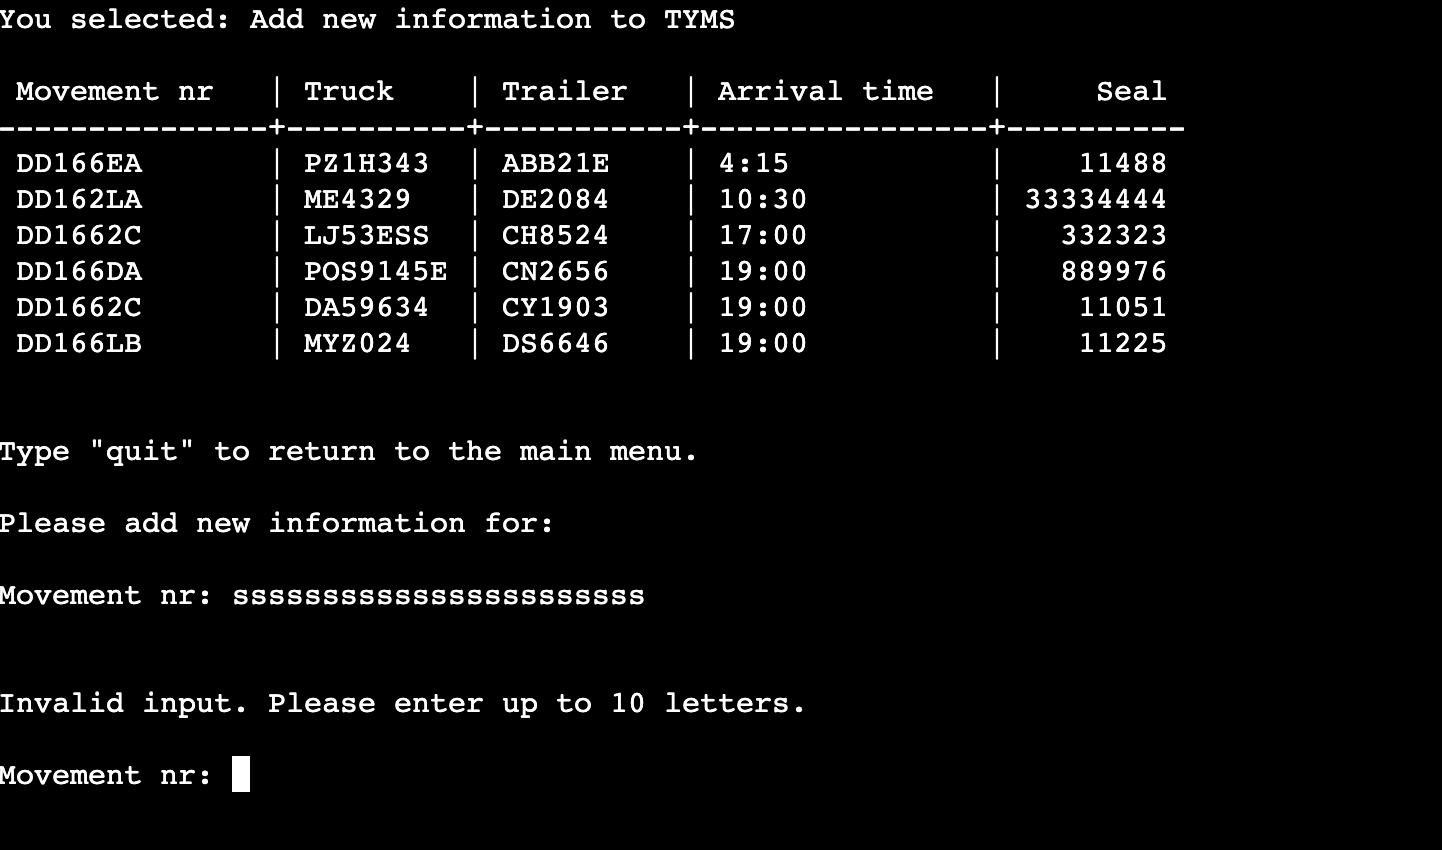 You selected: Add new information to TYMS
Movement nr | Truck | Trailer | Arrival time | Seal
---------------+----------+-----------+----------------+----------
DD166EA | PZ1H343 | ABB21E | 4:15 | 11488
DD162LA | ME4329 | DE2084 | 10:30 | 33334444
DD1662C | LJ53ESS | CH8524 | 17:00 | 332323
DD166DA | POS9145E | CN2656 | 19:00 | 889976
DD1662C | DA59634 | CY1903 | 19:00 | 11051
DD166LB | MYZ024 | DS6646 | 19:00 | 11225
Type "quit" to return to the main menu.
Please add new information for:
Movement nr: sssssssssssssssssssssss
Invalid input. Please enter up to 10 letters.
Movement nr: